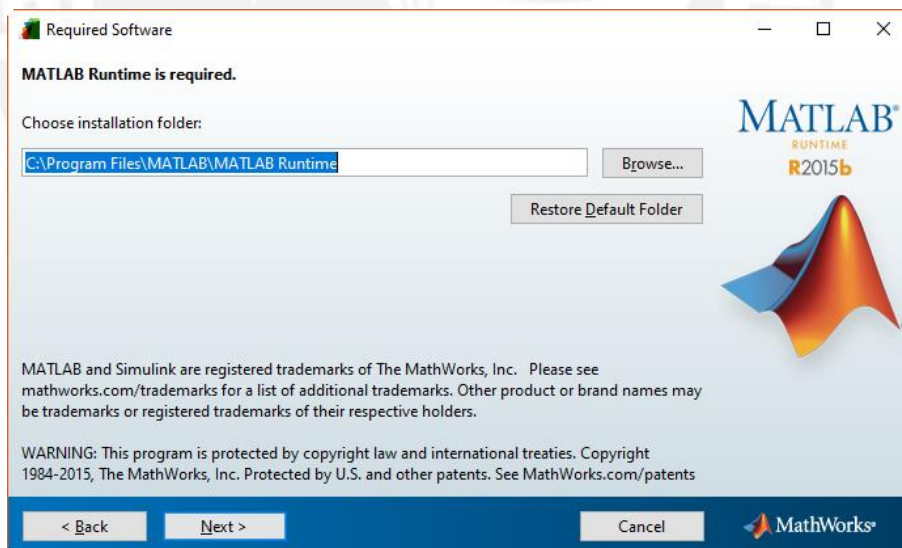 Required Software
MATLAB Runtime is required.
Choose installation folder:
C:\Program Files\MATLAB\MATLAB Runtime
Browse...
Restore Default Folder
MATLAB®
RUNTIME
R2015b
MATLAB and Simulink are registered trademarks of The MathWorks, Inc.   Please see
mathworks.com/trademarks for a list of additional trademarks. Other product or brand names may
be trademarks or registered trademarks of their respective holders.
WARNING: This program is protected by copyright law and international treaties. Copyright
1984-2015, The MathWorks, Inc. Protected by U.S. and other patents. See MathWorks.com/patents
< Back
Next >
Cancel
MathWorks®